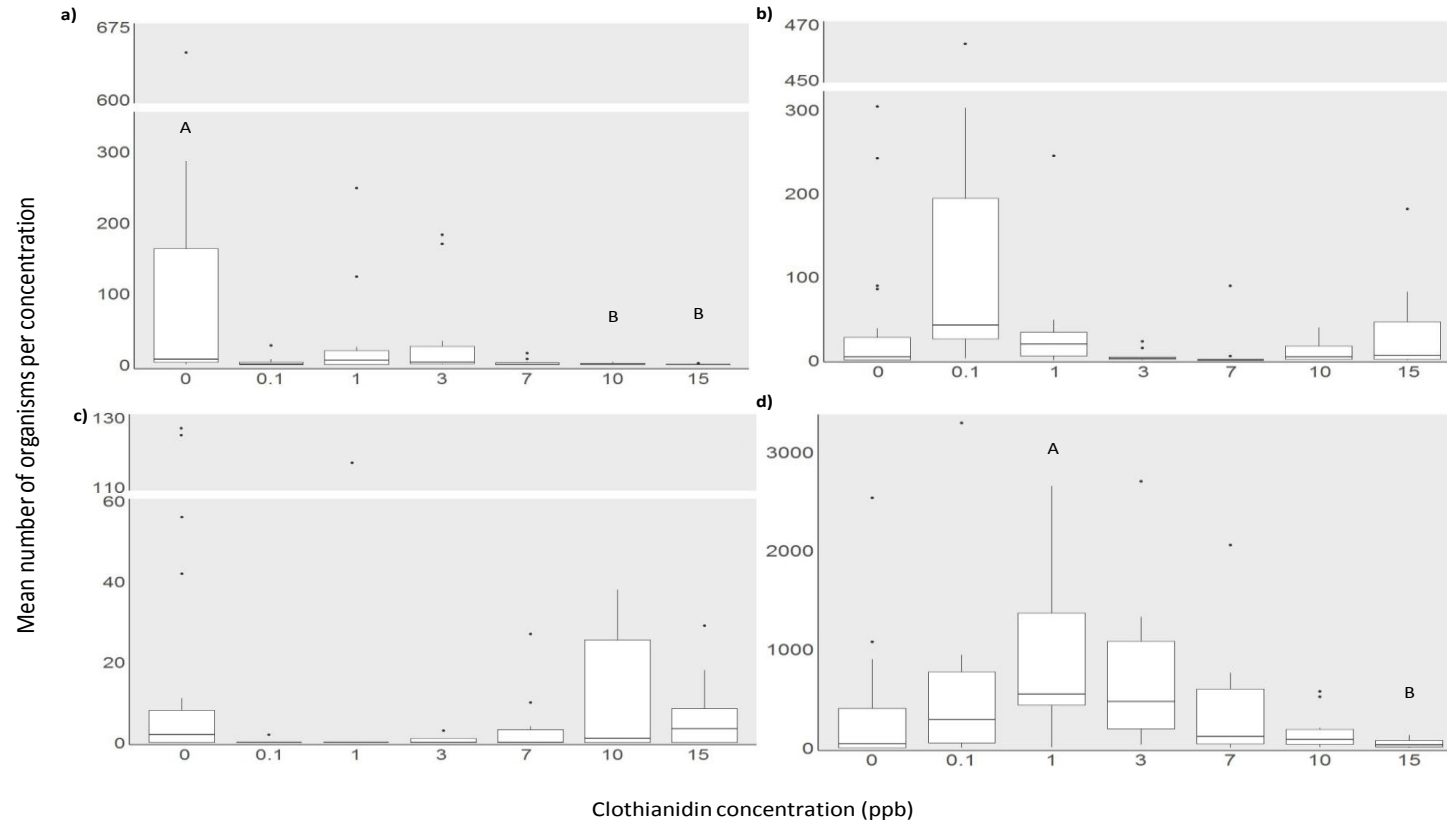 a)
675
600
300
200
100
0
A
B
B
0 0.1 1 3 7 10 15
b)
470
450
300
200
100
0
0 0.1 1 3 7 10 15
c)
130
110
60
40
20
0
0 0.1 1 3 7 10 15
d)
3000
2000
1000
0
A
B
0 0.1 1 3 7 10 15
Mean number of organisms per concentration
Clothianidin concentration (ppb)